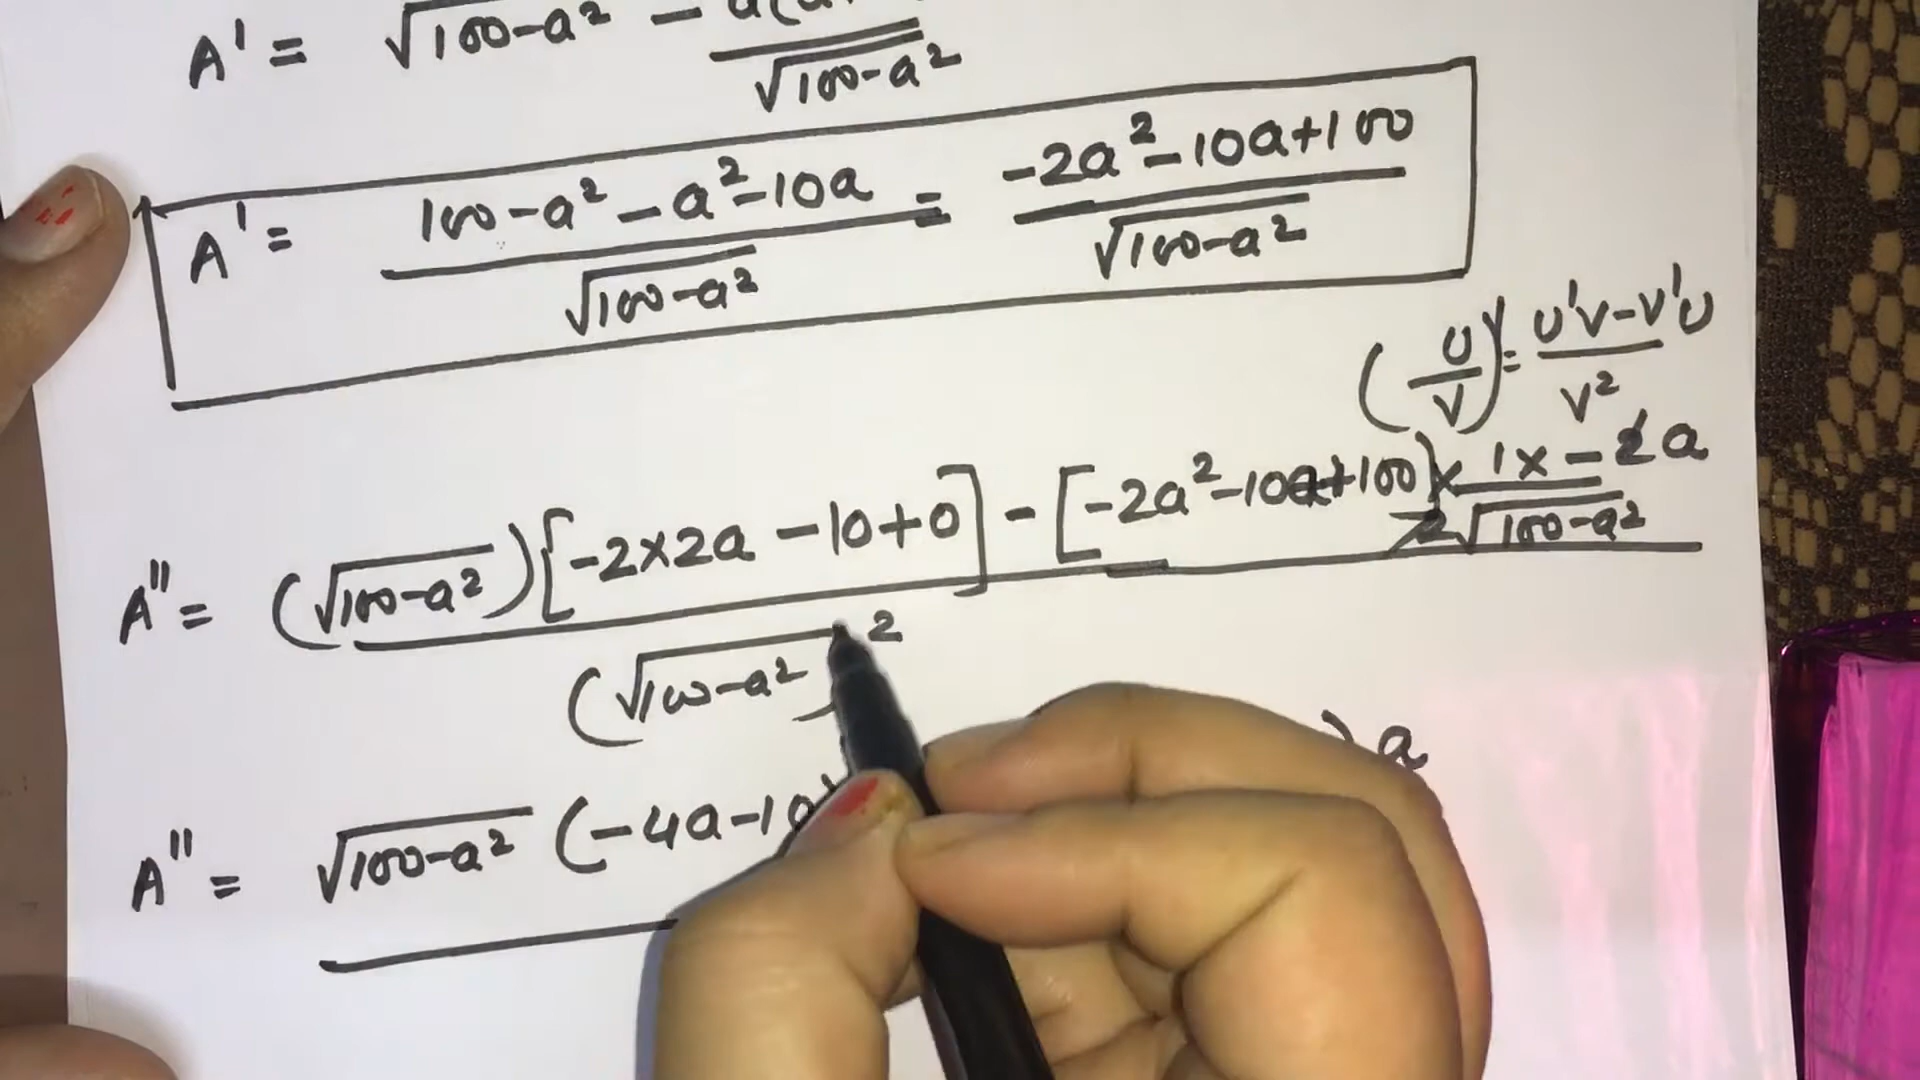 A' = √100-a² - a(a+ / √100-a²
A' = 100-a²-a²-10a / √100-a² = -2a²-10a+100 / √100-a²
(U/V)' = U'V-V'U / V²
A'' = (√100-a²)[-2×2a-10+0] - [-2a²-10a+100]× 1×-2a / 2√100-a² / (√100-a²)²
A'' = √100-a² (-4a-10) ) a